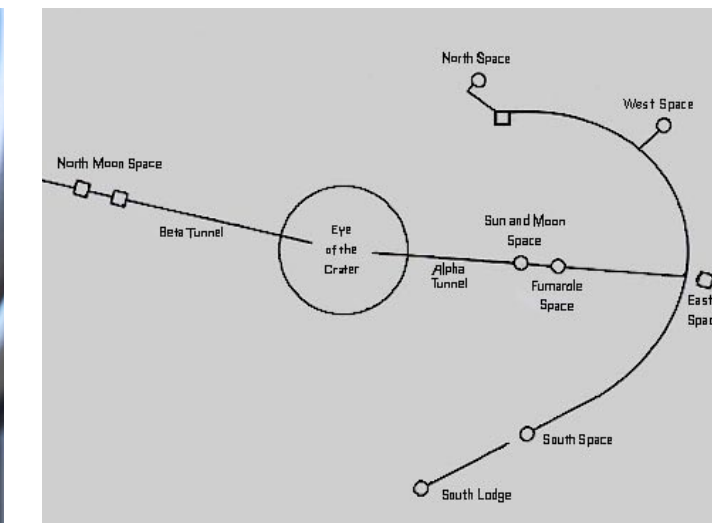 North Space
West Space
North Moon Space
Beta Tunnel
Eye
of the
Crater
Sun and Moon
Space
Alpha
Tunnel
Fumarole
Space
East
Spac
South Space
South Lodge